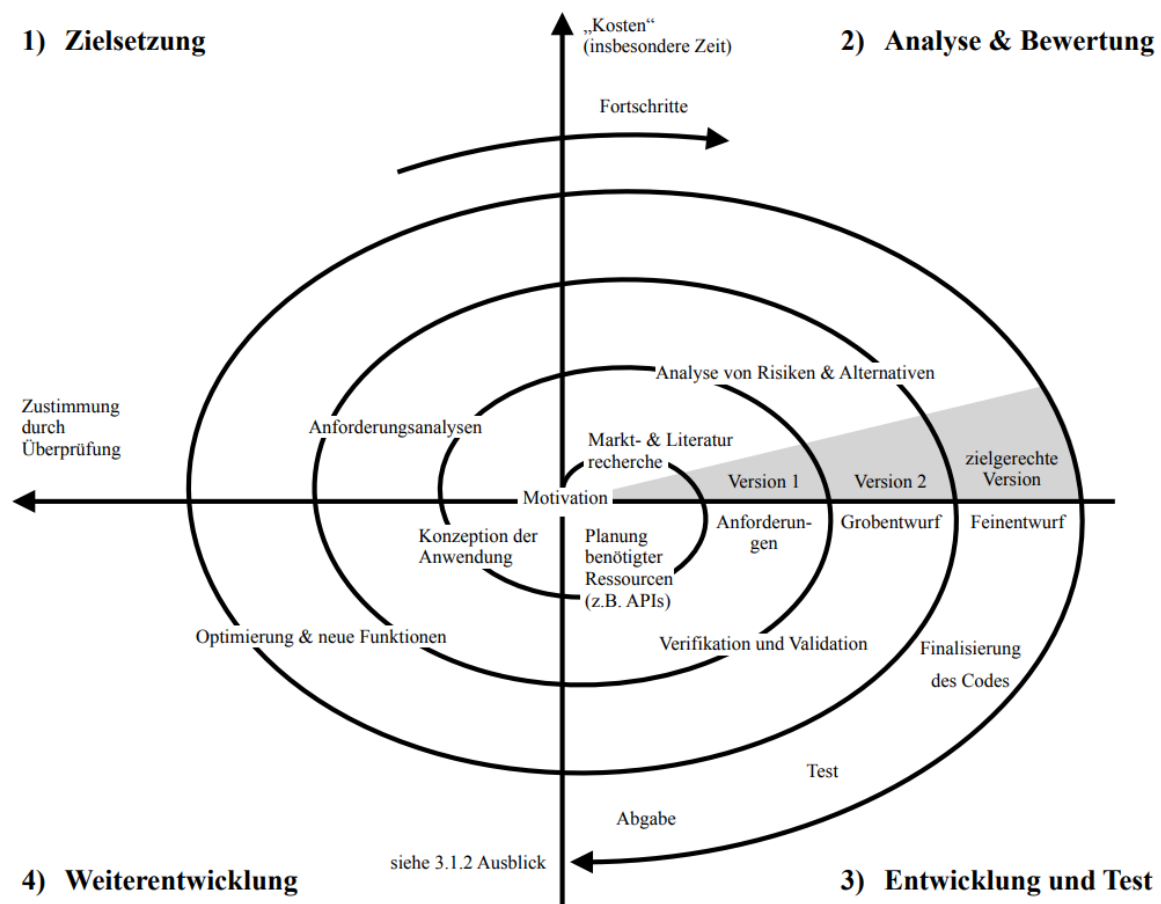 1) Zielsetzung
„Kosten“
(insbesondere Zeit)
2) Analyse & Bewertung
Fortschritte
Analyse von Risiken & Alternativen
Zustimmung
durch
Überprüfung
Anforderungsanalysen
Markt- & Literatur
recherche
Motivation
Version 1
Version 2
zielgerechte
Version
Konzeption der
Anwendung
Planung
benötigter
Ressourcen
(z.B. APIs)
Anforderun-
gen
Grobentwurf
Feinentwurf
Optimierung & neue Funktionen
Verifikation und Validation
Finalisierung
des Codes
Test
Abgabe
siehe 3.1.2 Ausblick
4) Weiterentwicklung
3) Entwicklung und Test